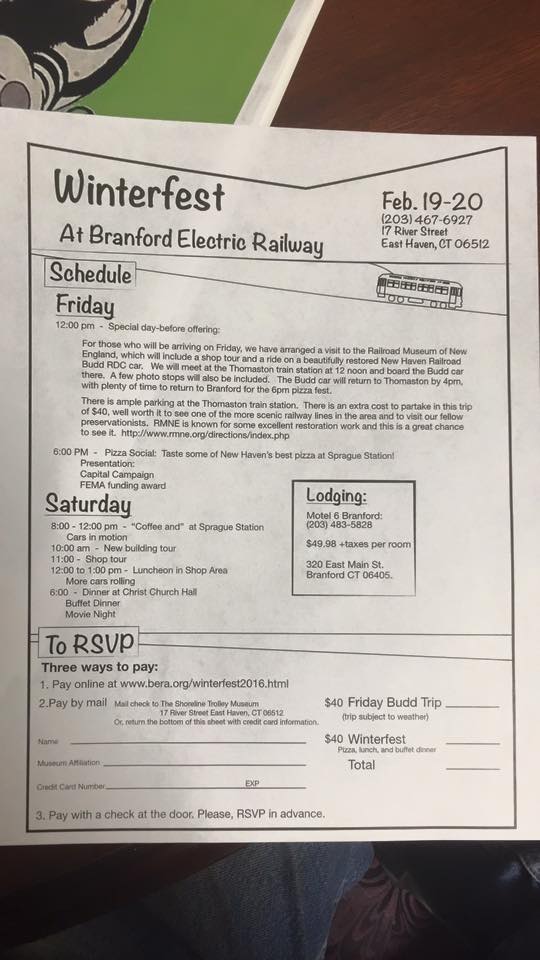 Winterfest
At Branford Electric Railway
Feb. 19-20
(203) 467-6927
17 River Street
East Haven, CT 06512
Schedule
Friday
12:00 pm - Special day-before offering:
For those who will be arriving on Friday, we have arranged a visit to the Railroad Museum of New
England, which will include a shop tour and a ride on a beautifully restored New Haven Railroad
Budd RDC car. We will meet at the Thomaston train station at 12 noon and board the Budd car
there. A few photo stops will also be included. The Budd car will return to Thomaston by 4pm,
with plenty of time to return to Branford for the 6pm pizza fest.
There is ample parking at the Thomaston train station. There is an extra cost to partake in this trip
of $40, well worth it to see one of the more scenic railway lines in the area and to visit our fellow
preservationists. RMNE is known for some excellent restoration work and this is a great chance
to see it. http://www.rmne.org/directions/index.php
6:00 PM - Pizza Social: Taste some of New Haven's best pizza at Sprague Station!
Presentation:
Capital Campaign
FEMA funding award
Saturday
8:00 - 12:00 pm - "Coffee and" at Sprague Station
Cars in motion
10:00 am - New building tour
11:00 - Shop tour
12:00 to 1:00 pm - Luncheon in Shop Area
More cars rolling
6:00 - Dinner at Christ Church Hall
Buffet Dinner
Movie Night
Lodging:
Motel 6 Branford:
(203) 483-5828
$49.98 +taxes per room
320 East Main St.
Branford CT 06405.
To RSVP
Three ways to pay:
1. Pay online at www.bera.org/winterfest2016.html
2.Pay by mail Mail check to The Shoreline Trolley Museum
17 River Street East Haven, CT 06512
Or, return the bottom of this sheet with credit card information.
Name
Museum Affiliation
Credit Card Number EXP
$40 Friday Budd Trip
(trip subject to weather)
$40 Winterfest
Pizza, lunch, and buffet dinner
Total
3. Pay with a check at the door. Please, RSVP in advance.